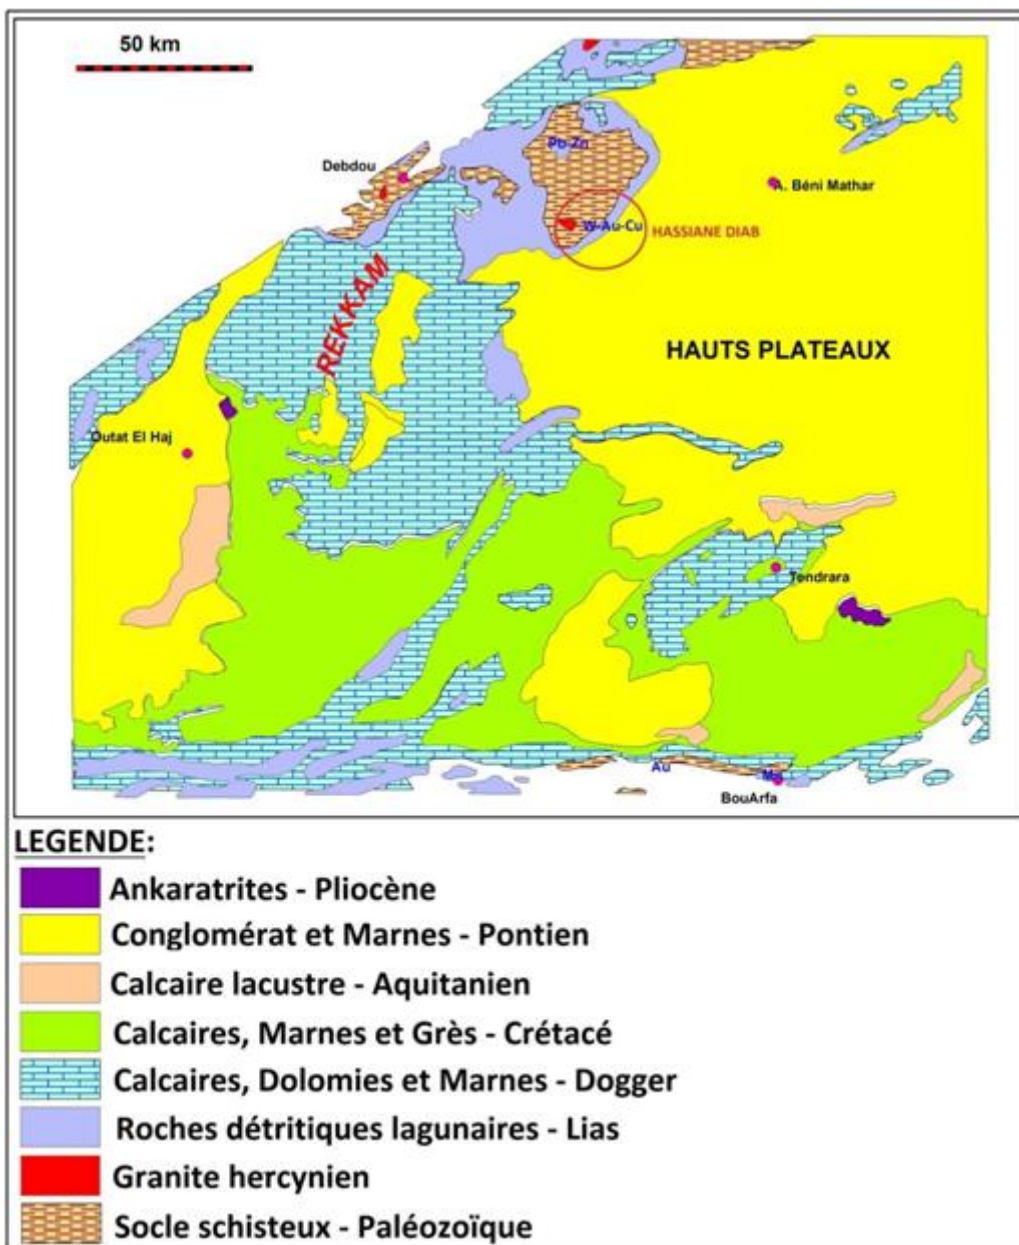 50 km
Debdou
Pb-Zn
A. Béni Mathar
W-Au-Cu
HASSIANE DIAB
REKKAM
HAUTS PLATEAUX
Outat El Haj
Tendrara
Au
Mn
BouArfa
LEGENDE:
Ankaratrites - Pliocène
Conglomérat et Marnes - Pontien
Calcaire lacustre - Aquitanien
Calcaires, Marnes et Grès - Crétacé
Calcaires, Dolomies et Marnes - Dogger
Roches détritiques lagunaires - Lias
Granite hercynien
Socle schisteux - Paléozoïque